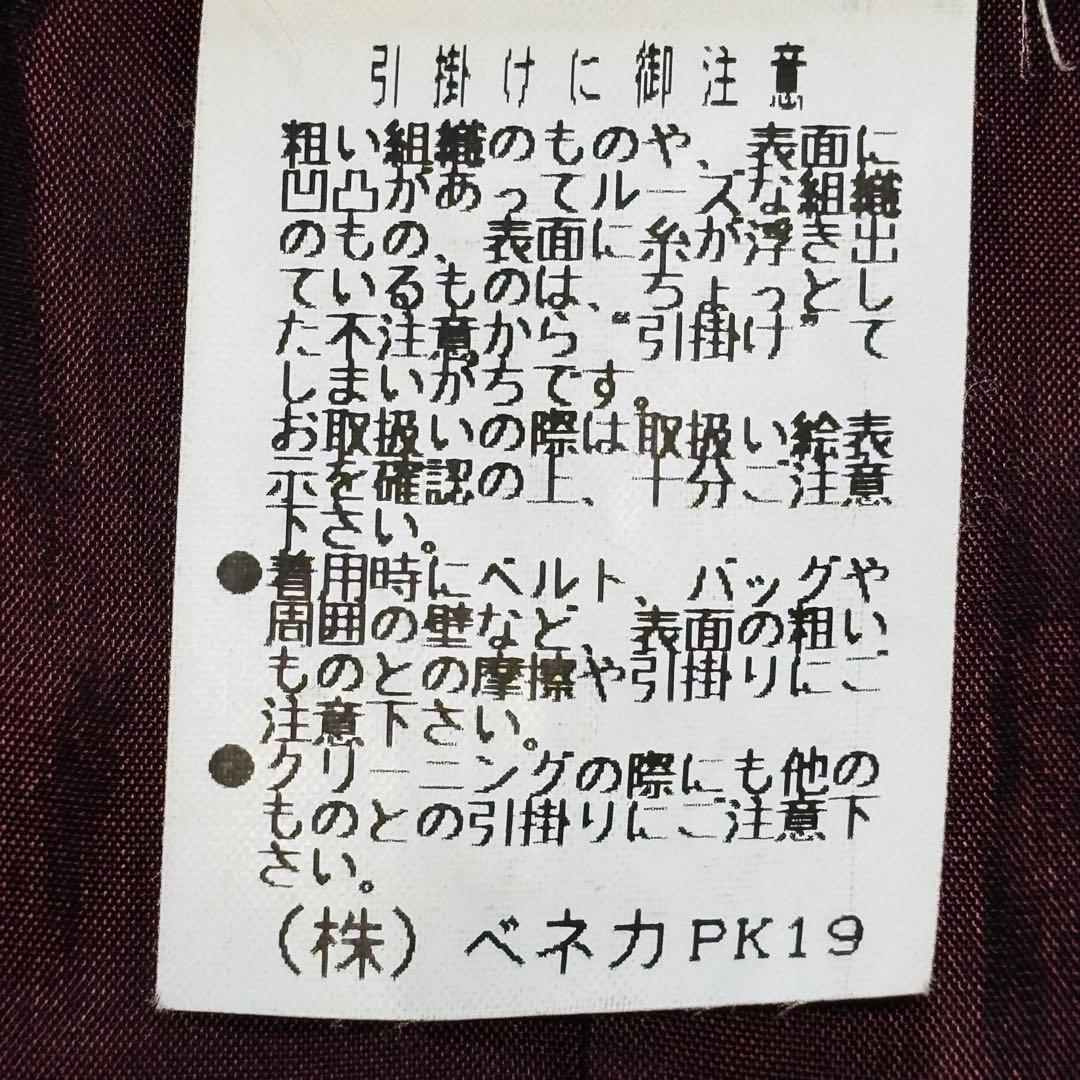 引掛けに御注意
粗い組織のものや、表面に
凹凸があってルーズな組織
のもの、表面に糸が浮き出
ているものは、ちょっとし
た不注意から“引掛け”て
しまいがちです。
お取扱いの際は取扱い絵表
示を確認の上、十分ご注意
下さい。
●着用時にベルト、バッグや
周囲の壁など、表面の粗い
ものとの摩擦や引掛りにご
注意下さい。
●クリーニングの際にも他の
ものとの引掛りにご注意下
さい。
(株)ベネカPK19